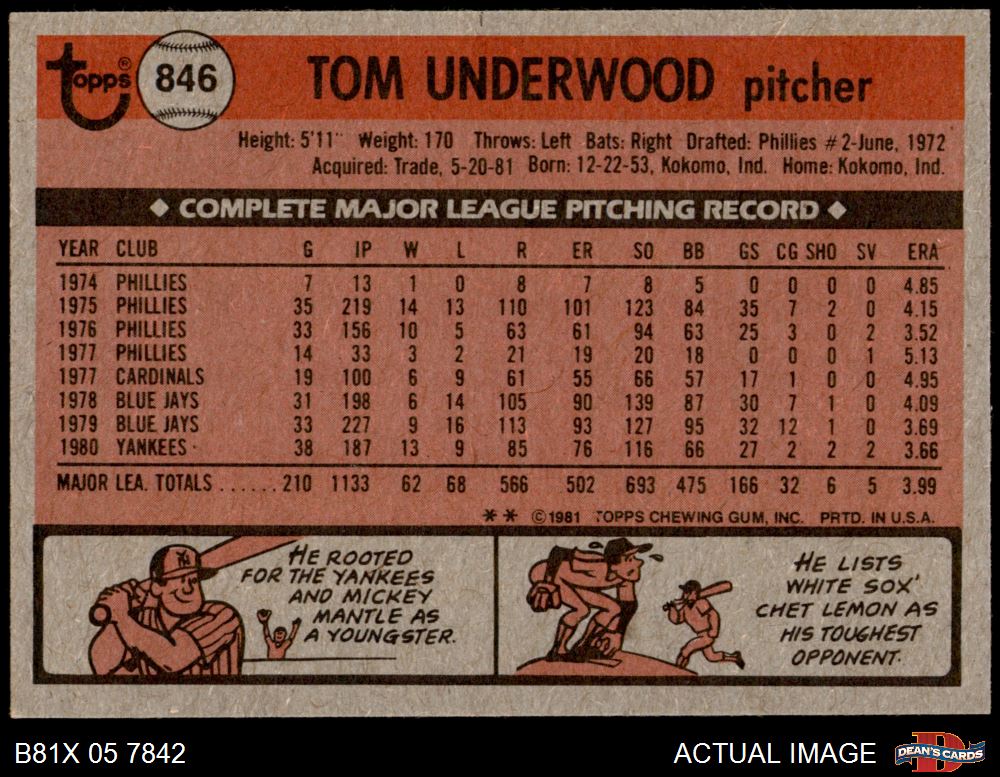 topps ®
846
TOM UNDERWOOD pitcher
Height: 5'11" Weight: 170 Throws: Left Bats: Right Drafted: Phillies #2-June, 1972
Acquired: Trade, 5-20-81 Born: 12-22-53, Kokomo, Ind. Home: Kokomo, Ind.
◆ COMPLETE MAJOR LEAGUE PITCHING RECORD ◆
YEAR CLUB G IP W L R ER SO BB GS CG SHO SV ERA
1974 PHILLIES 7 13 1 0 8 7 8 5 0 0 0 0 4.85
1975 PHILLIES 35 219 14 13 110 101 123 84 35 7 2 0 4.15
1976 PHILLIES 33 156 10 5 63 61 94 63 25 3 0 2 3.52
1977 PHILLIES 14 33 3 2 21 19 20 18 0 0 0 1 5.13
1977 CARDINALS 19 100 6 9 61 55 66 57 17 1 0 0 4.95
1978 BLUE JAYS 31 198 6 14 105 90 139 87 30 7 1 0 4.09
1979 BLUE JAYS 33 227 9 16 113 93 127 95 32 12 1 0 3.69
1980 YANKEES 38 187 13 9 85 76 116 66 27 2 2 2 3.66
MAJOR LEA. TOTALS ...... 210 1133 62 68 566 502 693 475 166 32 6 5 3.99
** ©1981 TOPPS CHEWING GUM, INC. PRTD. IN U.S.A.
HE ROOTED
FOR THE YANKEES
AND MICKEY
MANTLE AS
A YOUNGSTER.
NY
HE LISTS
WHITE SOX'
CHET LEMON AS
HIS TOUGHEST
OPPONENT.
B81X 05 7842
ACTUAL IMAGE
D
DEAN'S CARDS